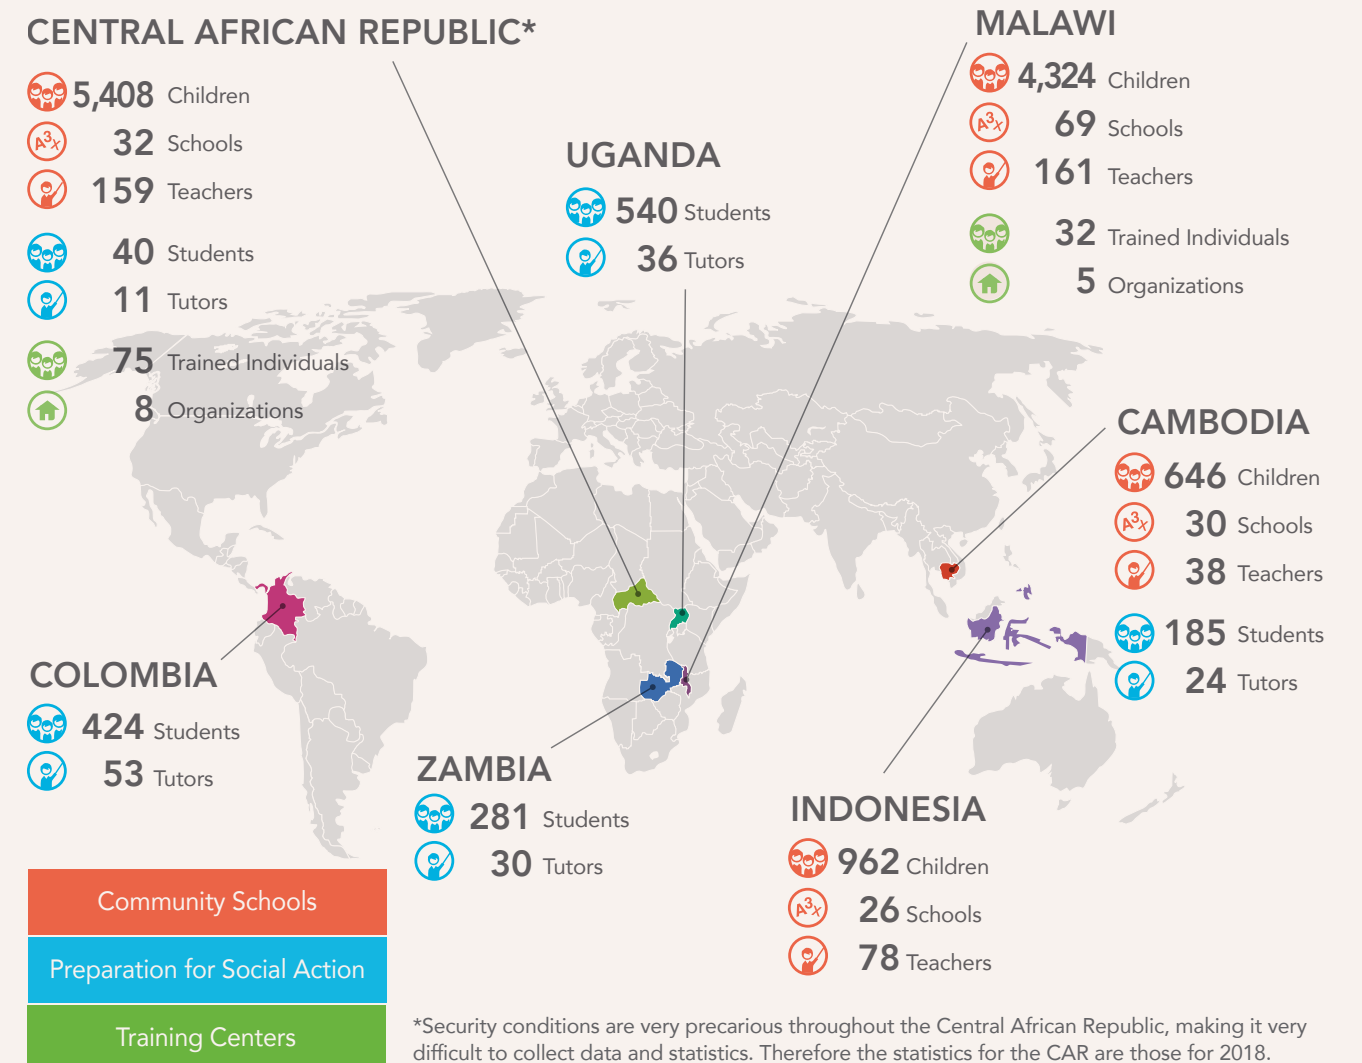 CENTRAL AFRICAN REPUBLIC*
5,408 Children
A3x 32 Schools
159 Teachers
40 Students
11 Tutors
75 Trained Individuals
8 Organizations
UGANDA
540 Students
36 Tutors
MALAWI
4,324 Children
A3x 69 Schools
161 Teachers
32 Trained Individuals
5 Organizations
CAMBODIA
646 Children
A3x 30 Schools
38 Teachers
185 Students
24 Tutors
COLOMBIA
424 Students
53 Tutors
ZAMBIA
281 Students
30 Tutors
INDONESIA
962 Children
A3x 26 Schools
78 Teachers
Community Schools
Preparation for Social Action
Training Centers
*Security conditions are very precarious throughout the Central African Republic, making it very
difficult to collect data and statistics. Therefore the statistics for the CAR are those for 2018.